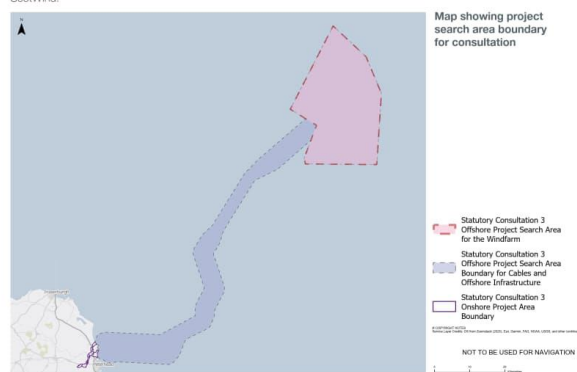 Map showing project
search area boundary
for consultation
N
Statutory Consultation 3
Offshore Project Search Area
for the Windfarm
Statutory Consultation 3
Offshore Project Search Area
Boundary for Cables and
Offshore Infrastructure
Statutory Consultation 3
Onshore Project Area
Boundary
NOT TO BE USED FOR NAVIGATION